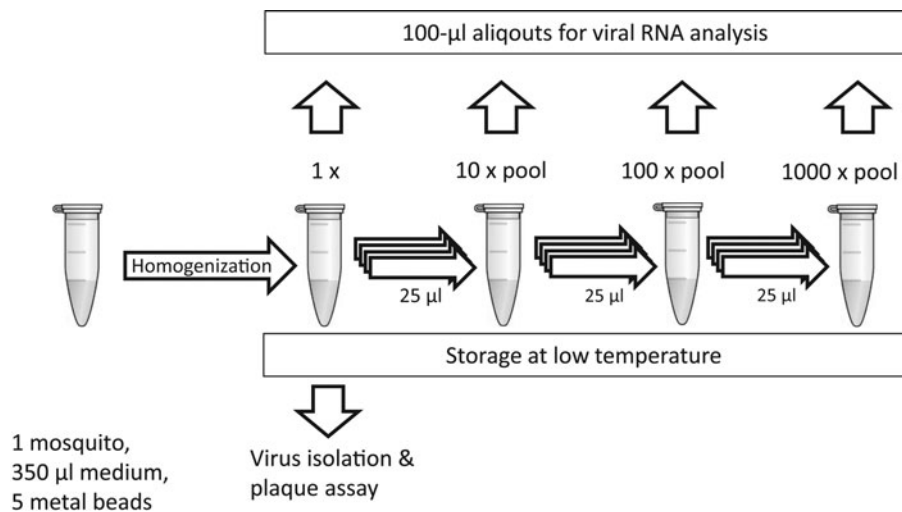 100-µl aliqouts for viral RNA analysis
1 x
10 x pool
100 x pool
1000 x pool
Homogenization
25 µl
25 µl
25 µl
Storage at low temperature
1 mosquito,
350 µl medium,
5 metal beads
Virus isolation &
plaque assay